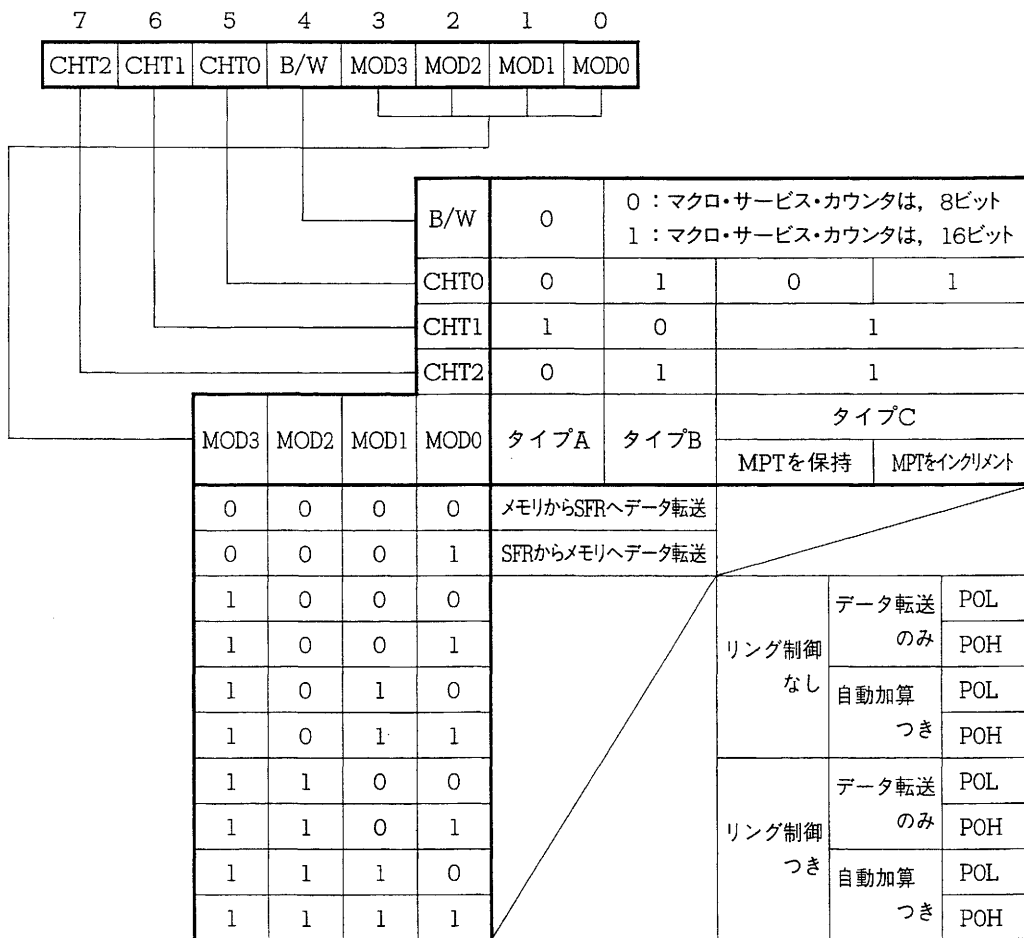 7 6 5 4 3 2 1 0
CHT2 CHT1 CHT0 B/W MOD3 MOD2 MOD1 MOD0
B/W 0 0：マクロ・サービス・カウンタは，8ビット
1：マクロ・サービス・カウンタは，16ビット
CHT0 0 1 0 1
CHT1 1 0 1
CHT2 0 1 1
MOD3 MOD2 MOD1 MOD0 タイプA タイプB タイプC
MPTを保持 MPTをインクリメント
0 0 0 0 メモリからSFRへデータ転送
0 0 0 1 SFRからメモリへデータ転送
1 0 0 0 リング制御なし データ転送のみ P0L
1 0 0 1 P0H
1 0 1 0 自動加算つき P0L
1 0 1 1 P0H
1 1 0 0 リング制御つき データ転送のみ P0L
1 1 0 1 P0H
1 1 1 0 自動加算つき P0L
1 1 1 1 P0H